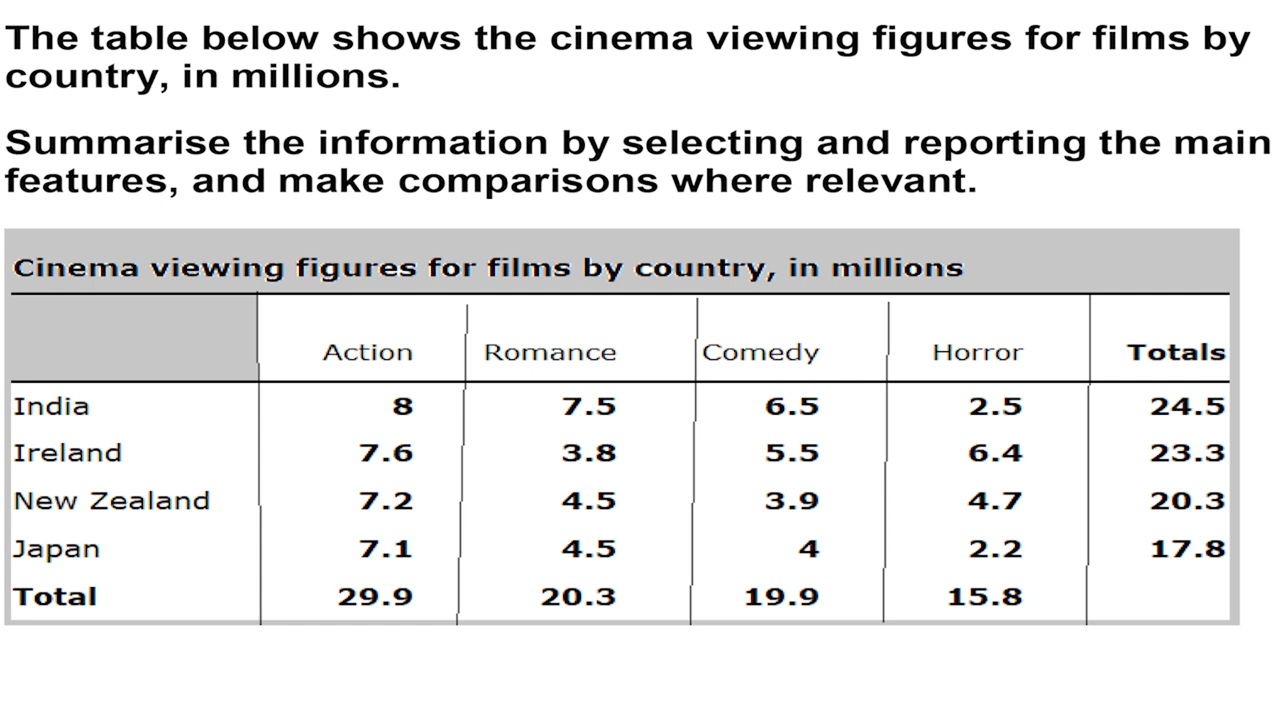 The table below shows the cinema viewing figures for films by
country, in millions.
Summarise the information by selecting and reporting the main
features, and make comparisons where relevant.
Cinema viewing figures for films by country, in millions
Action Romance Comedy Horror Totals
India 8 7.5 6.5 2.5 24.5
Ireland 7.6 3.8 5.5 6.4 23.3
New Zealand 7.2 4.5 3.9 4.7 20.3
Japan 7.1 4.5 4 2.2 17.8
Total 29.9 20.3 19.9 15.8